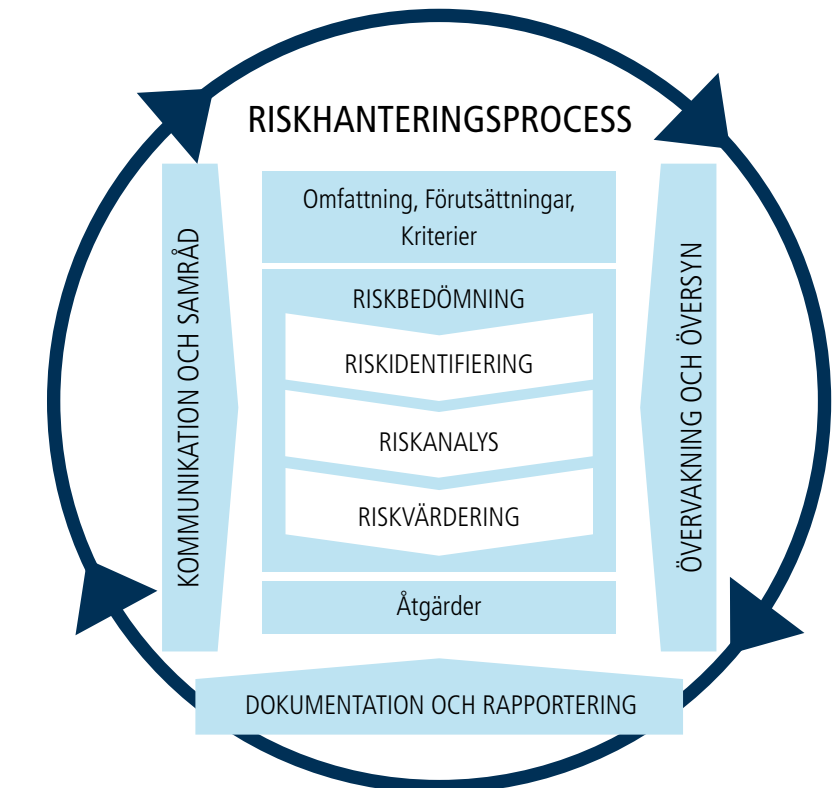 RISKHANTERINGSPROCESS
Omfattning, Förutsättningar,
Kriterier
RISKBEDÖMNING
RISKIDENTIFIERING
RISKANALYS
RISKVÄRDERING
Åtgärder
KOMMUNIKATION OCH SAMRÅD
ÖVERVAKNING OCH ÖVERSYN
DOKUMENTATION OCH RAPPORTERING